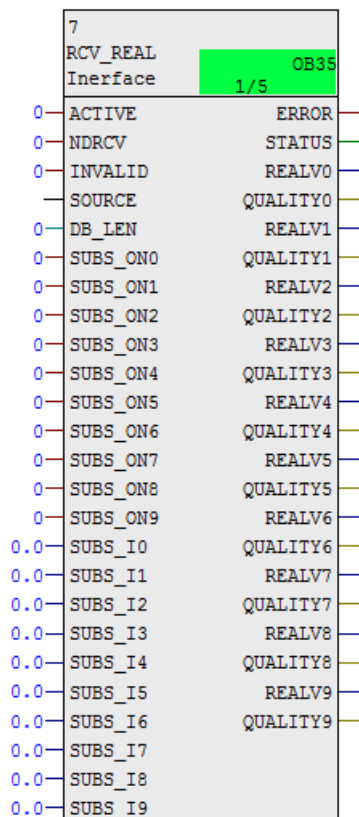 7
RCV_REAL
Inerface
OB35
1/5
0 ACTIVE ERROR
0 NDRCV STATUS
0 INVALID REALV0
SOURCE QUALITY0
0 DB_LEN REALV1
0 SUBS_ON0 QUALITY1
0 SUBS_ON1 REALV2
0 SUBS_ON2 QUALITY2
0 SUBS_ON3 REALV3
0 SUBS_ON4 QUALITY3
0 SUBS_ON5 REALV4
0 SUBS_ON6 QUALITY4
0 SUBS_ON7 REALV5
0 SUBS_ON8 QUALITY5
0 SUBS_ON9 REALV6
0.0 SUBS_I0 QUALITY6
0.0 SUBS_I1 REALV7
0.0 SUBS_I2 QUALITY7
0.0 SUBS_I3 REALV8
0.0 SUBS_I4 QUALITY8
0.0 SUBS_I5 REALV9
0.0 SUBS_I6 QUALITY9
0.0 SUBS_I7
0.0 SUBS_I8
0.0 SUBS_I9